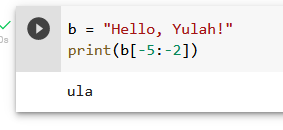 b = "Hello, Yulah!"
print(b[-5:-2])
ula